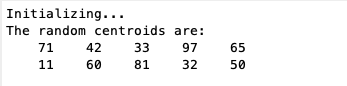 Initializing...
The random centroids are:
71 42 33 97 65
11 60 81 32 50